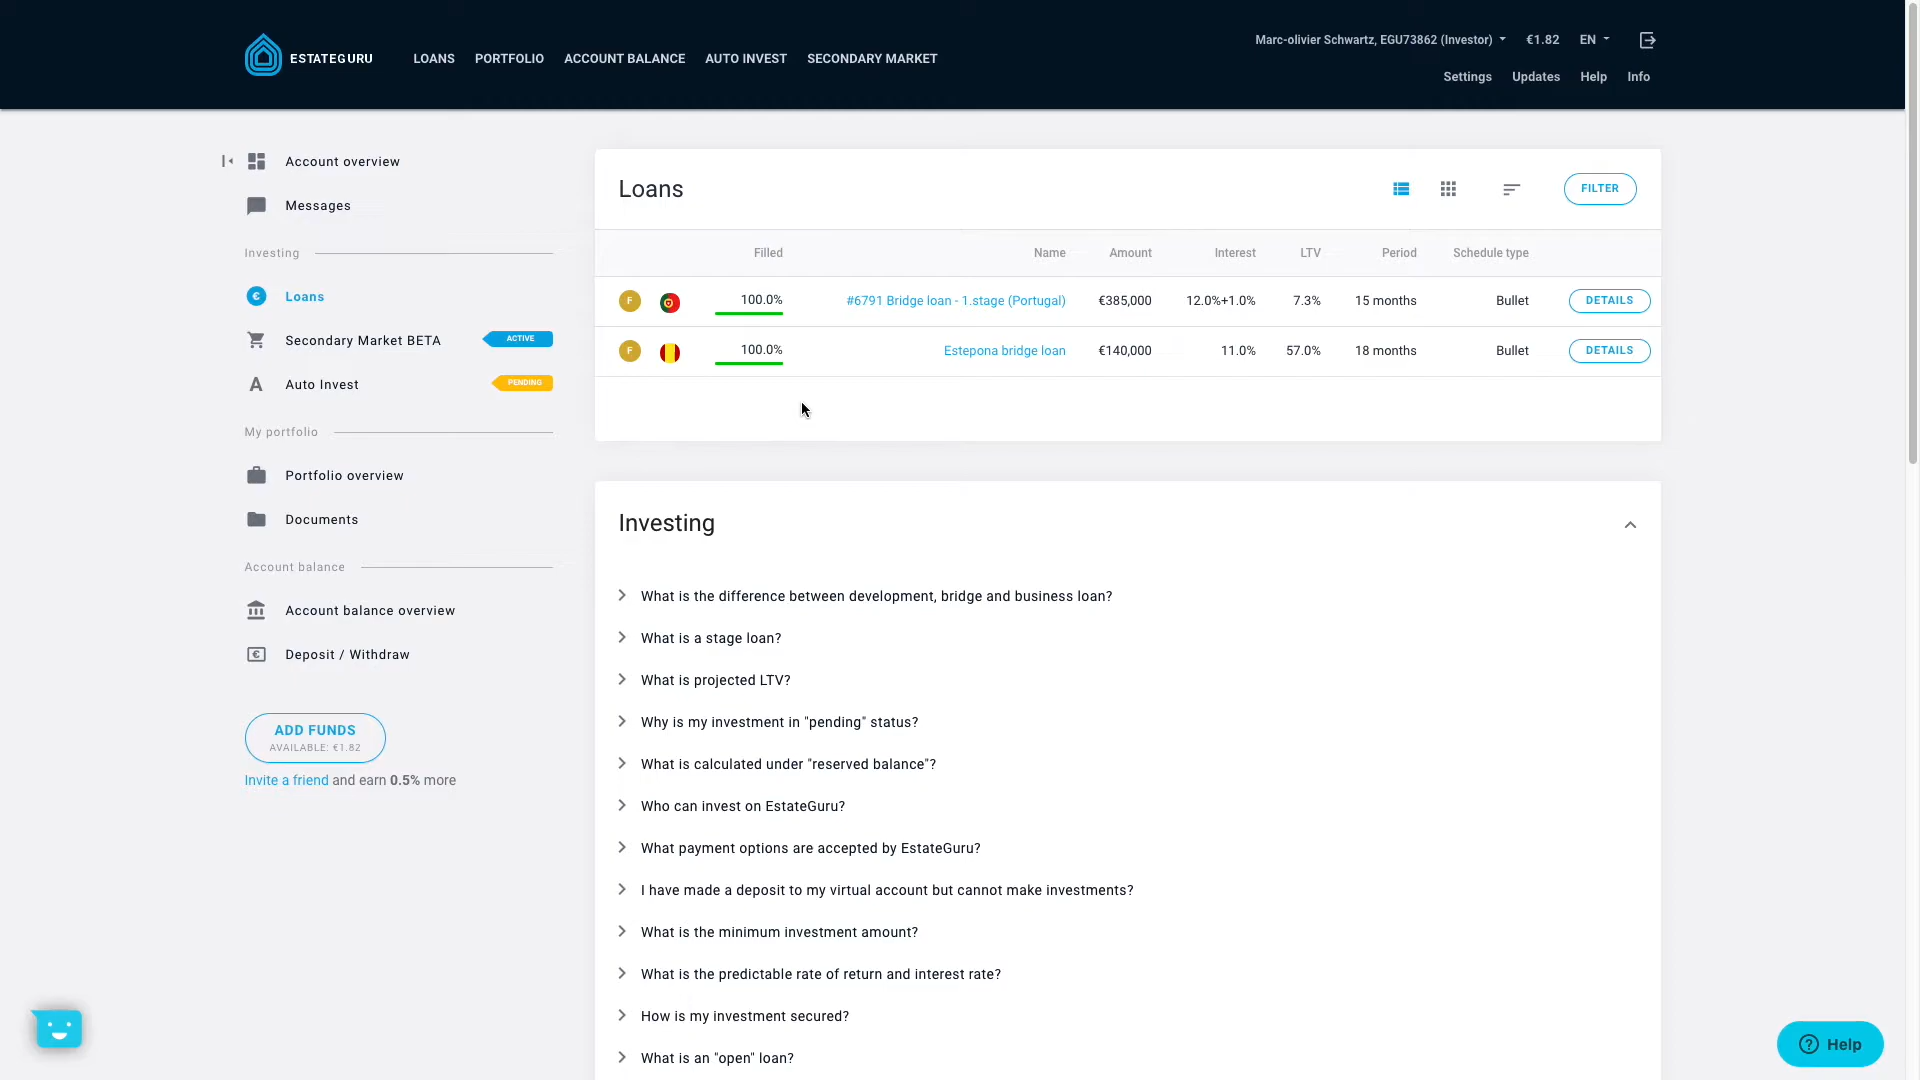 ESTATEGURU
LOANS PORTFOLIO ACCOUNT BALANCE AUTO INVEST SECONDARY MARKET
Marc-olivier Schwartz, EGU73862 (Investor) €1.82 EN
Settings Updates Help Info
Account overview
Messages
Investing
€ Loans
Secondary Market BETA ACTIVE
A Auto Invest PENDING
My portfolio
Portfolio overview
Documents
Account balance
Account balance overview
€ Deposit / Withdraw
ADD FUNDS
AVAILABLE: €1.82
Invite a friend and earn 0.5% more
Loans FILTER
Filled Name Amount Interest LTV Period Schedule type
F 100.0% #6791 Bridge loan - 1.stage (Portugal) €385,000 12.0%+1.0% 7.3% 15 months Bullet DETAILS
F 100.0% Estepona bridge loan €140,000 11.0% 57.0% 18 months Bullet DETAILS
Investing
What is the difference between development, bridge and business loan?
What is a stage loan?
What is projected LTV?
Why is my investment in "pending" status?
What is calculated under "reserved balance"?
Who can invest on EstateGuru?
What payment options are accepted by EstateGuru?
I have made a deposit to my virtual account but cannot make investments?
What is the minimum investment amount?
What is the predictable rate of return and interest rate?
How is my investment secured?
What is an "open" loan?
? Help